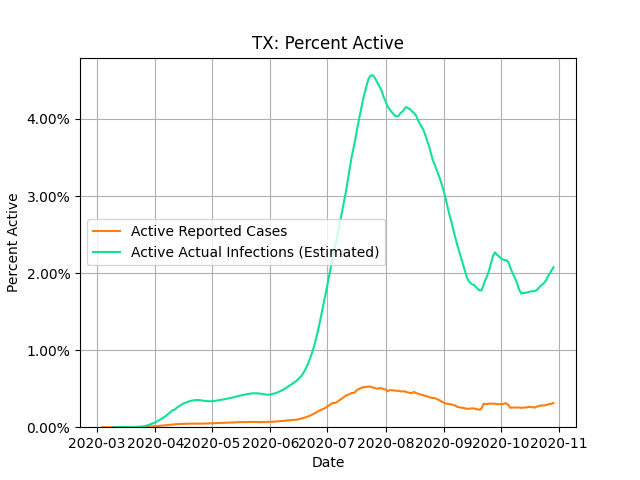 TX: Percent Active
Percent Active
4.00%
3.00%
2.00%
1.00%
0.00%
Active Reported Cases
Active Actual Infections (Estimated)
2020-03 2020-04 2020-05 2020-06 2020-07 2020-08 2020-09 2020-10 2020-11
Date